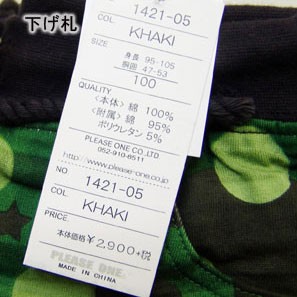 下げ札
1421-05
COL.
KHAKI
SIZE
身長 95-105
胸囲 47-53
100
QUALITY
<本体> 綿 100%
<附属> 綿 95%
ポリウレタン 5%
PLEASE ONE CO,LTD
052-910-8511
http://please-one.co.jp
NO
1421-05
COL.
KHAKI
PRICE.
本体価格 ¥2,900+税
PLEASE ONE.
MADE IN CHINA